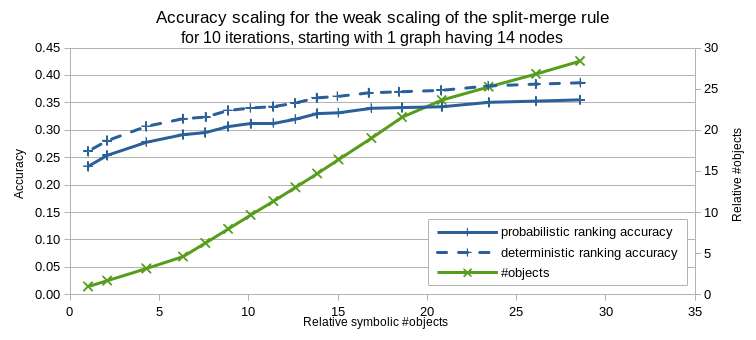 Accuracy scaling for the weak scaling of the split-merge rule
for 10 iterations, starting with 1 graph having 14 nodes
0.45
0.40
0.35
0.30
0.25
0.20
0.15
0.10
0.05
0.00
Accuracy
30
25
20
15
10
5
0
Relative #objects
probabilistic ranking accuracy
deterministic ranking accuracy
#objects
0 5 10 15 20 25 30 35
Relative symbolic #objects